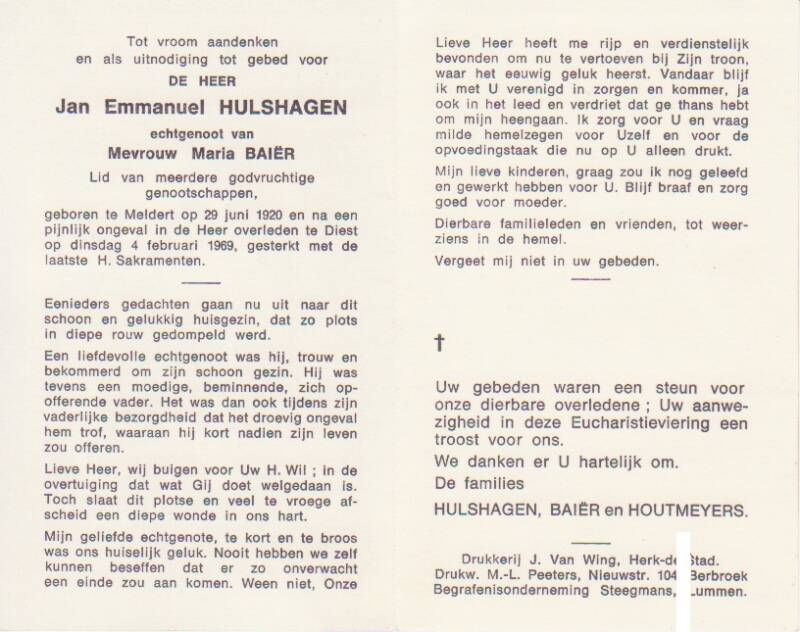 Tot vroom aandenken
en als uitnodiging tot gebed voor
DE HEER
Jan Emmanuel HULSHAGEN
echtgenoot van
Mevrouw Maria BAIËR
Lid van meerdere godvruchtige
genootschappen,
geboren te Meldert op 29 juni 1920 en na een
pijnlijk ongeval in de Heer overleden te Diest
op dinsdag 4 februari 1969, gesterkt met de
laatste H. Sakramenten.
Eenieders gedachten gaan nu uit naar dit
schoon en gelukkig huisgezin, dat zo plots
in diepe rouw gedompeld werd.
Een liefdevolle echtgenoot was hij, trouw en
bekommerd om zijn schoon gezin. Hij was
tevens een moedige, beminnende, zich op-
offerende vader. Het was dan ook tijdens zijn
vaderlijke bezorgdheid dat het droevig ongeval
hem trof, waaraan hij kort nadien zijn leven
zou offeren.
Lieve Heer, wij buigen voor Uw H. Wil ; in de
overtuiging dat wat Gij doet welgedaan is.
Toch slaat dit plotse en veel te vroege af-
scheid een diepe wonde in ons hart.
Mijn geliefde echtgenote, te kort en te broos
was ons huiselijk geluk. Nooit hebben we zelf
kunnen beseffen dat er zo onverwacht
een einde zou aan komen. Ween niet, Onze
Lieve Heer heeft me rijp en verdienstelijk
bevonden om nu te vertoeven bij Zijn troon,
waar het eeuwig geluk heerst. Vandaar blijf
ik met U verenigd in zorgen en kommer, ja
ook in het leed en verdriet dat ge thans hebt
om mijn heengaan. Ik zorg voor U en vraag
milde hemelzegen voor Uzelf en voor de
opvoedingstaak die nu op U alleen drukt.
Mijn lieve kinderen, graag zou ik nog geleefd
en gewerkt hebben voor U. Blijf braaf en zorg
goed voor moeder.
Dierbare familieleden en vrienden, tot weer-
ziens in de hemel.
Vergeet mij niet in uw gebeden.
†
Uw gebeden waren een steun voor
onze dierbare overledene ; Uw aanwe-
zigheid in deze Eucharistieviering een
troost voor ons.
We danken er U hartelijk om.
De families
HULSHAGEN, BAIËR en HOUTMEYERS.
Drukkerij J. Van Wing, Herk-de-Stad.
Drukw. M.-L. Peeters, Nieuwstr. 104 Berbroek
Begrafenisonderneming Steegmans, Lummen.